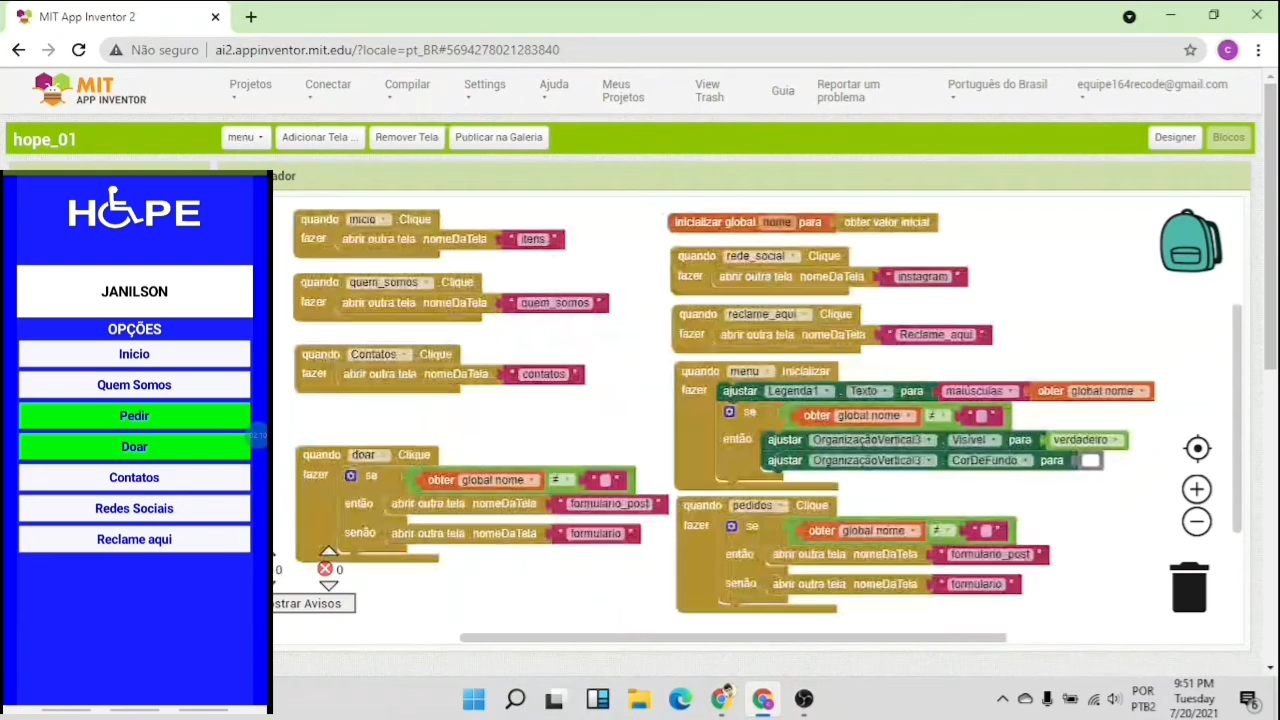 MIT App Inventor 2
Não seguro
ai2.appinventor.mit.edu/?locale=pt_BR#5694278021283840
C
MIT
APP INVENTOR
Projetos
Conectar
Compilar
Settings
Ajuda
Meus Projetos
View Trash
Guia
Reportar um problema
Português do Brasil
equipe164recode@gmail.com
hope_01
menu
Adicionar Tela ...
Remover Tela
Publicar na Galeria
Designer
Blocos
ador
HOPE
JANILSON
OPÇÕES
Inicio
Quem Somos
Pedir
Doar
02:10
Contatos
Redes Sociais
Reclame aqui
quando inicio .Clique
fazer abrir outra tela nomeDaTela " itens "
quando quem_somos .Clique
fazer abrir outra tela nomeDaTela " quem_somos "
quando Contatos .Clique
fazer abrir outra tela nomeDaTela " contatos "
quando doar .Clique
fazer se obter global nome ≠ " "
então abrir outra tela nomeDaTela " formulario_post "
senão abrir outra tela nomeDaTela " formulario "
0 0
ostrar Avisos
inicializar global nome para obter valor inicial
quando rede_social .Clique
fazer abrir outra tela nomeDaTela " instagram "
quando reclame_aqui .Clique
fazer abrir outra tela nomeDaTela " Reclame_aqui "
quando menu .Inicializar
fazer ajustar Legenda1 . Texto para maiúsculas obter global nome
se obter global nome ≠ " "
então ajustar OrganizaçãoVertical3 . Visível para verdadeiro
ajustar OrganizaçãoVertical3 . CorDeFundo para
quando pedidos .Clique
fazer se obter global nome ≠ " "
então abrir outra tela nomeDaTela " formulario_post "
senão abrir outra tela nomeDaTela " formulario "
POR
PTB2
9:51 PM
Tuesday
7/20/2021
6